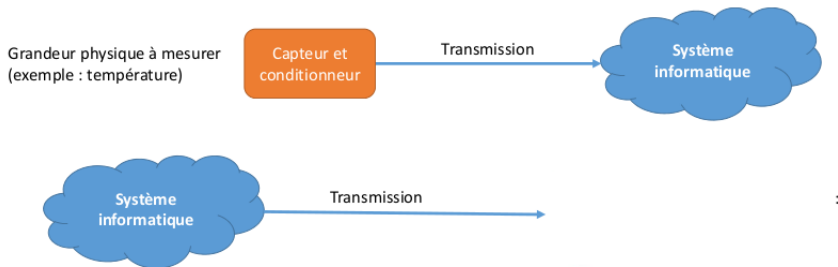 Grandeur physique à mesurer
(exemple : température)
Capteur et
conditionneur
Transmission
Système
informatique
Système
informatique
Transmission
: